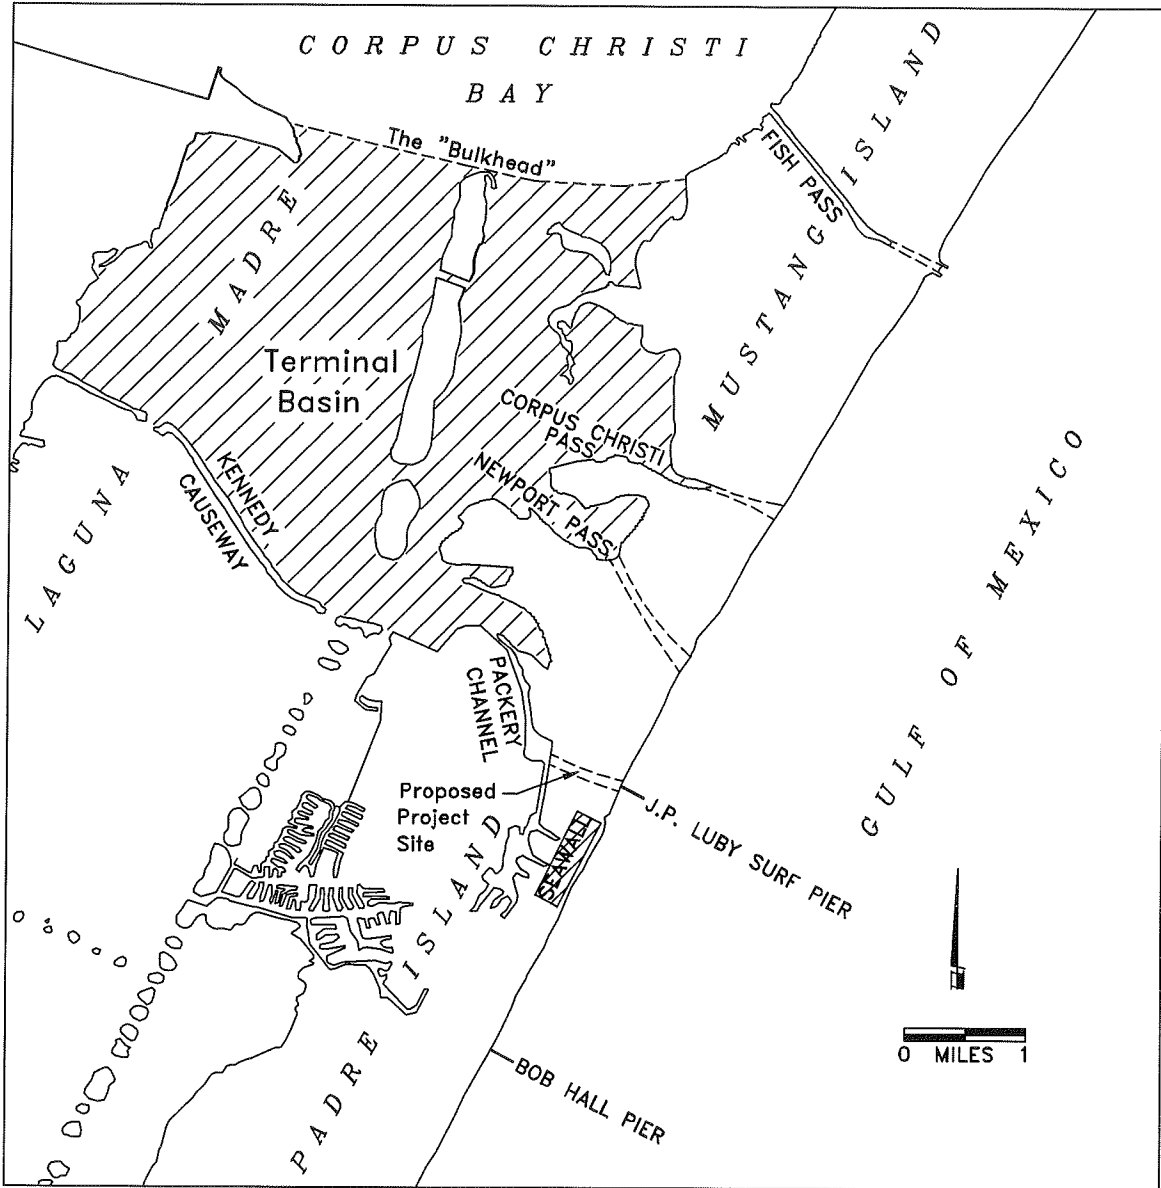 CORPUS CHRISTI
BAY
The "Bulkhead"
FISH PASS
MUSTANG ISLAND
LAGUNA MADRE
Terminal
Basin
CORPUS CHRISTI
PASS
NEWPORT PASS
KENNEDY
CAUSEWAY
GULF OF MEXICO
PACKERY
CHANNEL
Proposed
Project
Site
J.P. LUBY SURF PIER
SEAWALL
PADRE ISLAND
BOB HALL PIER
0 MILES 1